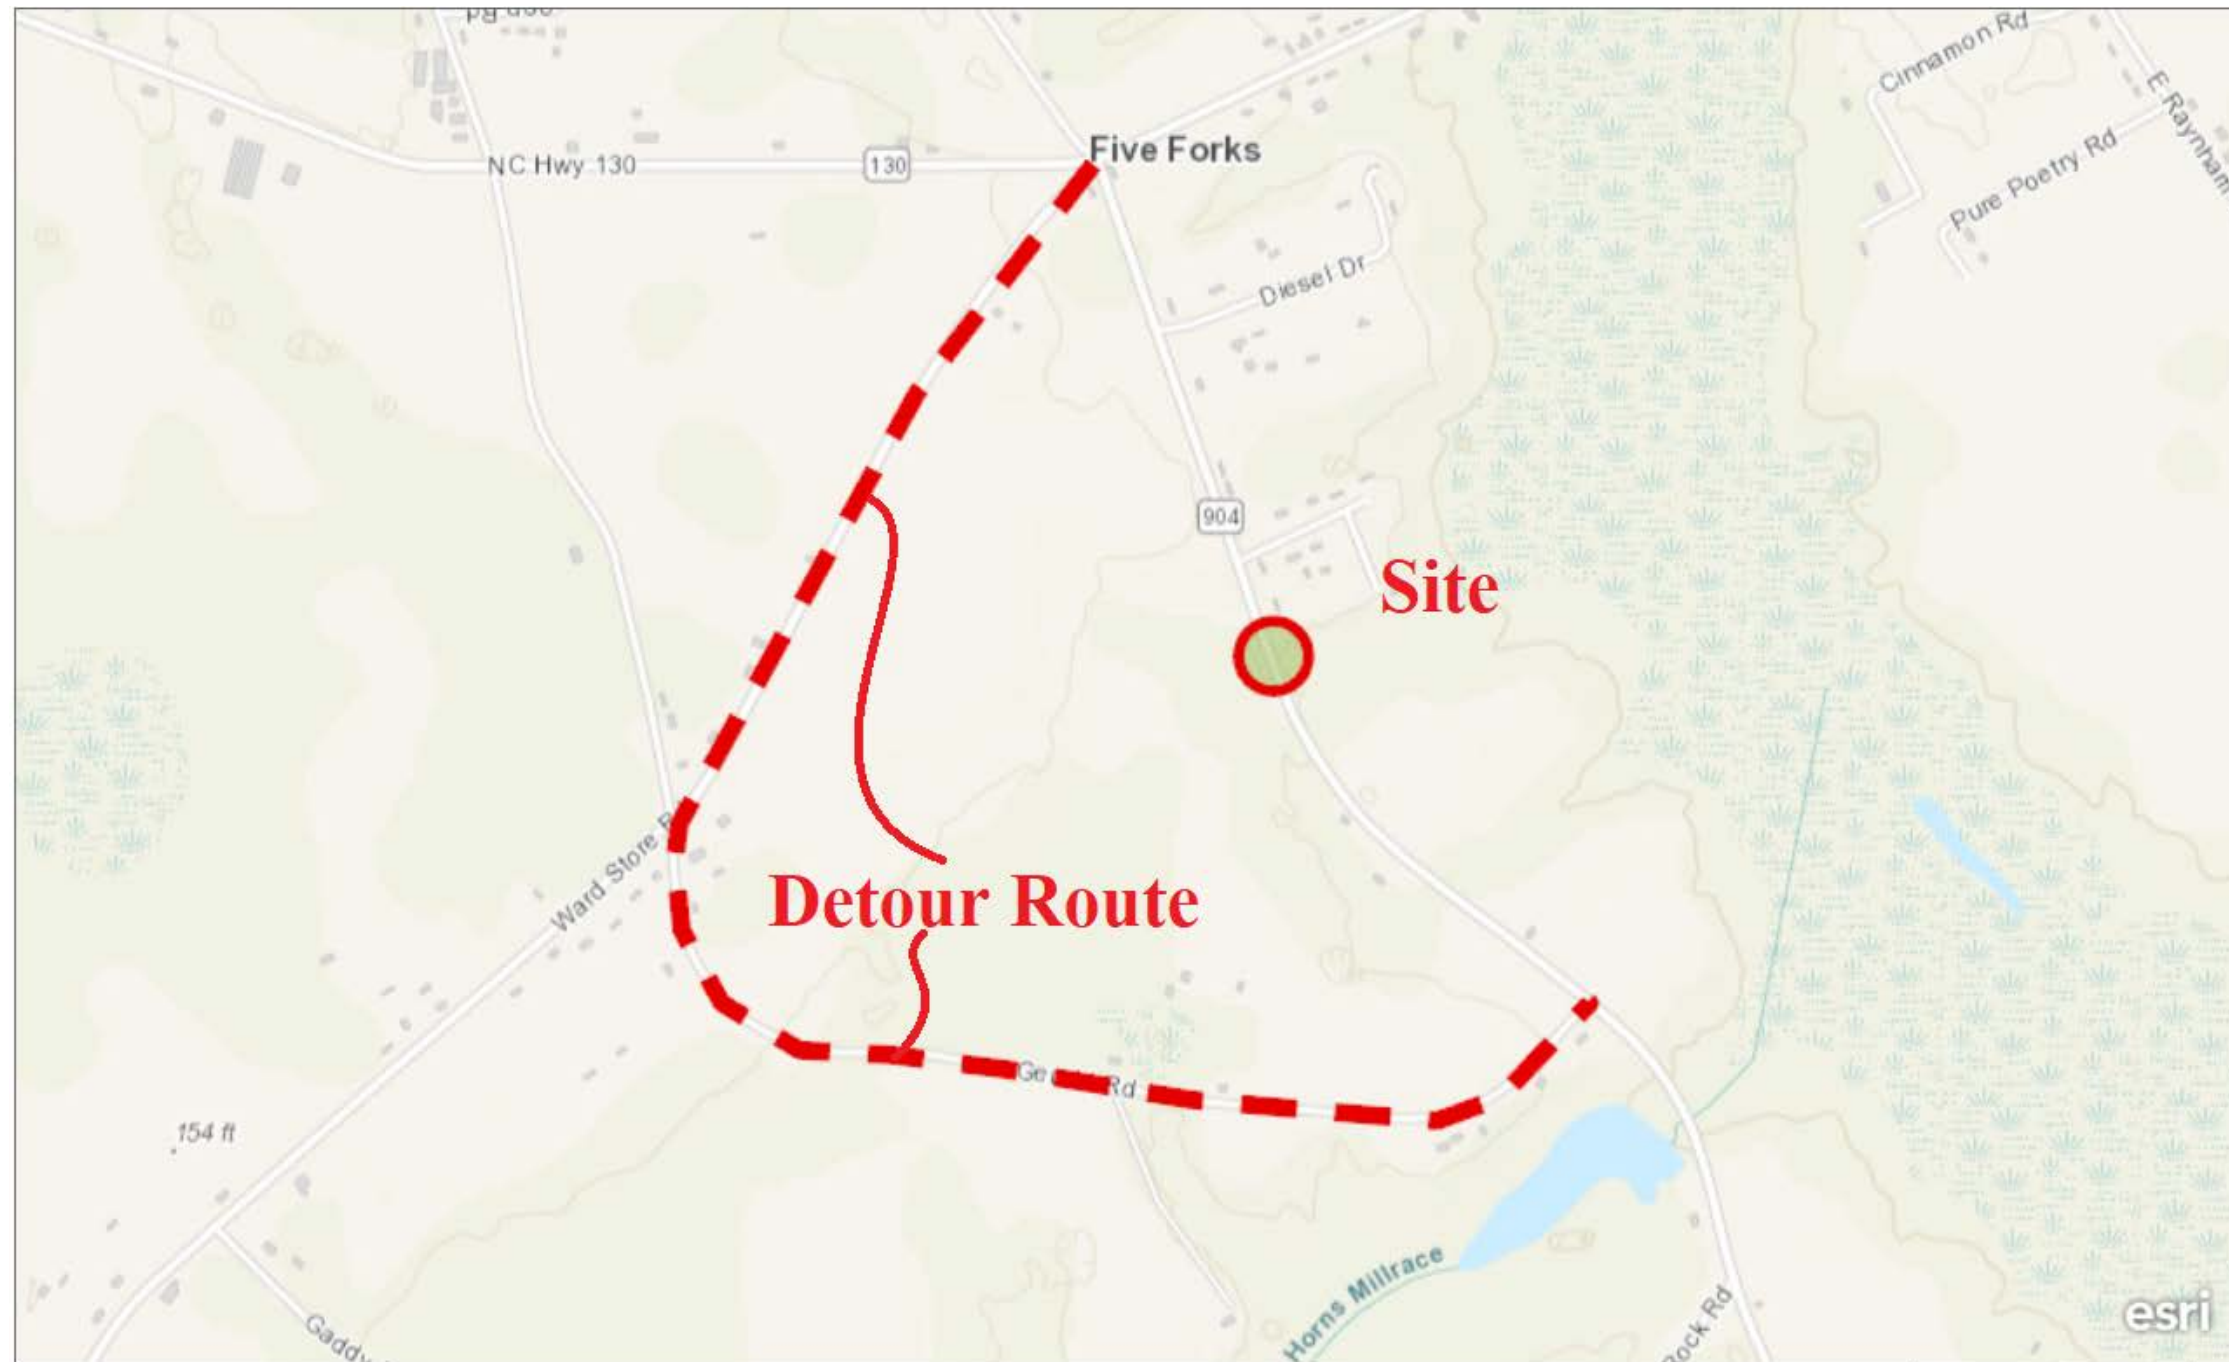 Cinnamon Rd
E Raynham
Pure Poetry Rd
Five Forks
NC Hwy 130
130
Diesel Dr
904
Site
Ward Store
Detour Route
Rd
154 ft
Horns Millrace
Gaddy
esri